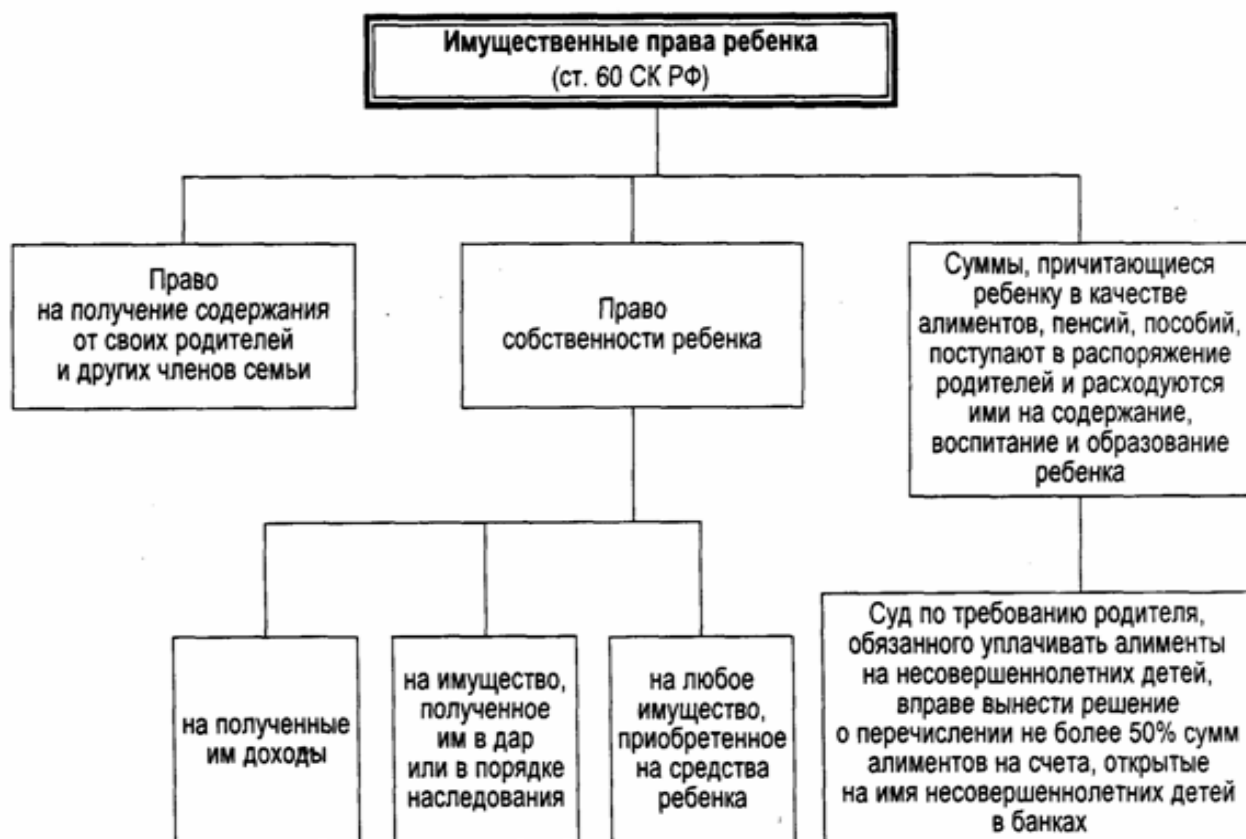 Имущественные права ребенка
(ст. 60 СК РФ)
Право
на получение содержания
от своих родителей
и других членов семьи
Право
собственности ребенка
Суммы, причитающиеся
ребенку в качестве
алиментов, пенсий, пособий,
поступают в распоряжение
родителей и расходуются
ими на содержание,
воспитание и образование
ребенка
на полученные
им доходы
на имущество,
полученное
им в дар
или в порядке
наследования
на любое
имущество,
приобретенное
на средства
ребенка
Суд по требованию родителя,
обязанного уплачивать алименты
на несовершеннолетних детей,
вправе вынести решение
о перечислении не более 50% сумм
алиментов на счета, открытые
на имя несовершеннолетних детей
в банках